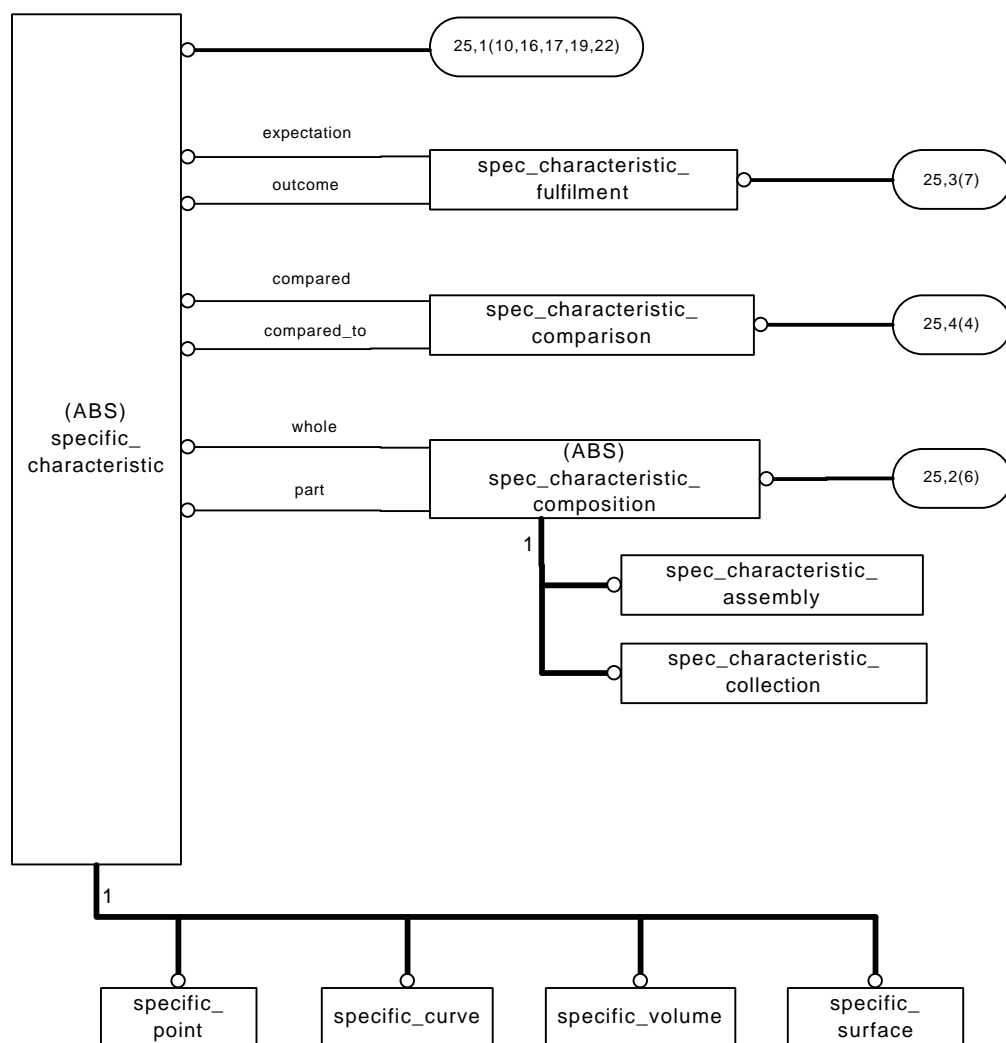 25,1(10,16,17,19,22)
expectation
spec_characteristic_
fulfilment
25,3(7)
outcome
compared
spec_characteristic_
comparison
25,4(4)
compared_to
(ABS)
specific_
characteristic
whole
(ABS)
spec_characteristic_
composition
25,2(6)
part
1
spec_characteristic_
assembly
spec_characteristic_
collection
1
specific_
point
specific_curve
specific_volume
specific_
surface